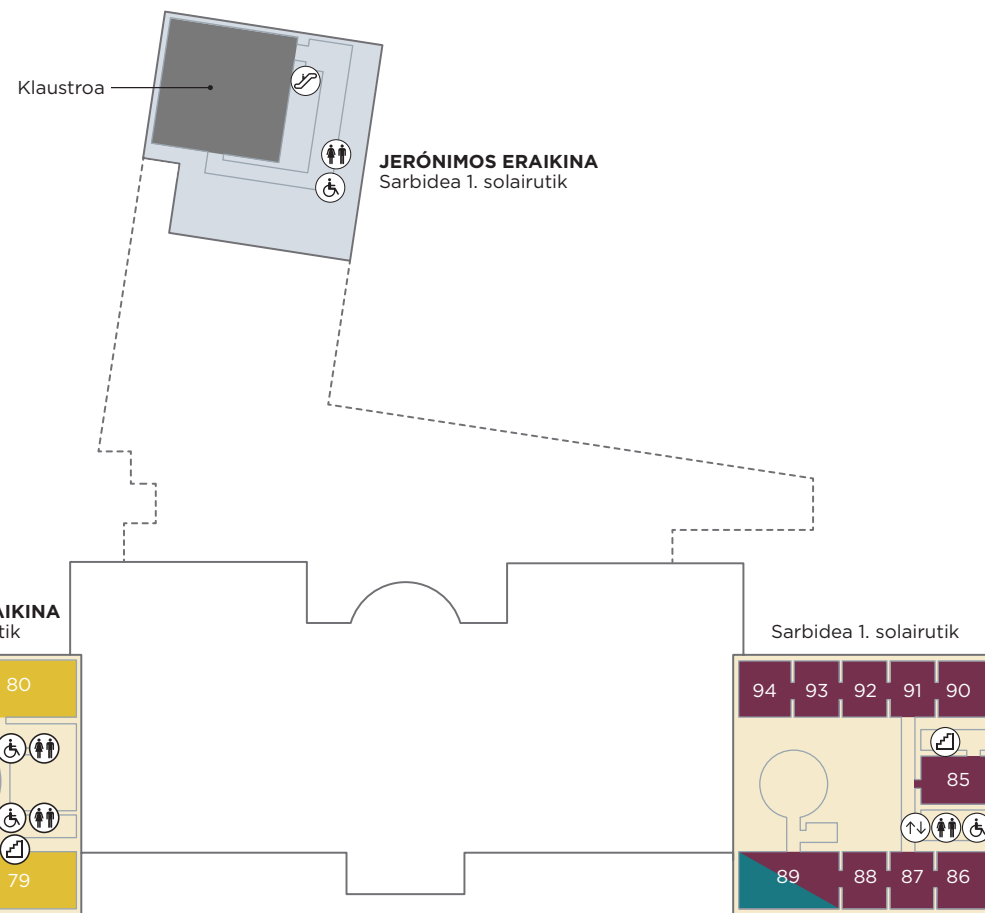 Klaustroa
JERÓNIMOS ERAIKINA
Sarbidea 1. solairutik
AIKINA
tik
Sarbidea 1. solairutik
80
94 93 92 91 90
85
79
89 88 87 86